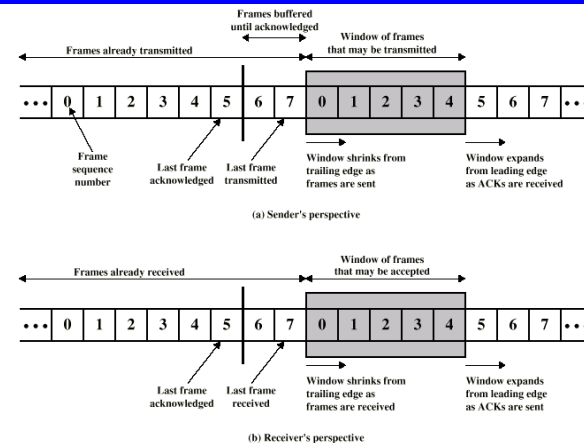 Frames buffered
until acknowledged
Window of frames
that may be transmitted
Frames already transmitted
••• 0 1 2 3 4 5 6 7 0 1 2 3 4 5 6 7 •••
Frame
sequence
number
Last frame
acknowledged
Last frame
transmitted
Window shrinks from
trailing edge as
frames are sent
Window expands
from leading edge
as ACKs are received
(a) Sender's perspective
Window of frames
that may be accepted
Frames already received
••• 0 1 2 3 4 5 6 7 0 1 2 3 4 5 6 7 •••
Last frame
acknowledged
Last frame
received
Window shrinks from
trailing edge as
frames are received
Window expands
from leading edge
as ACKs are sent
(b) Receiver's perspective